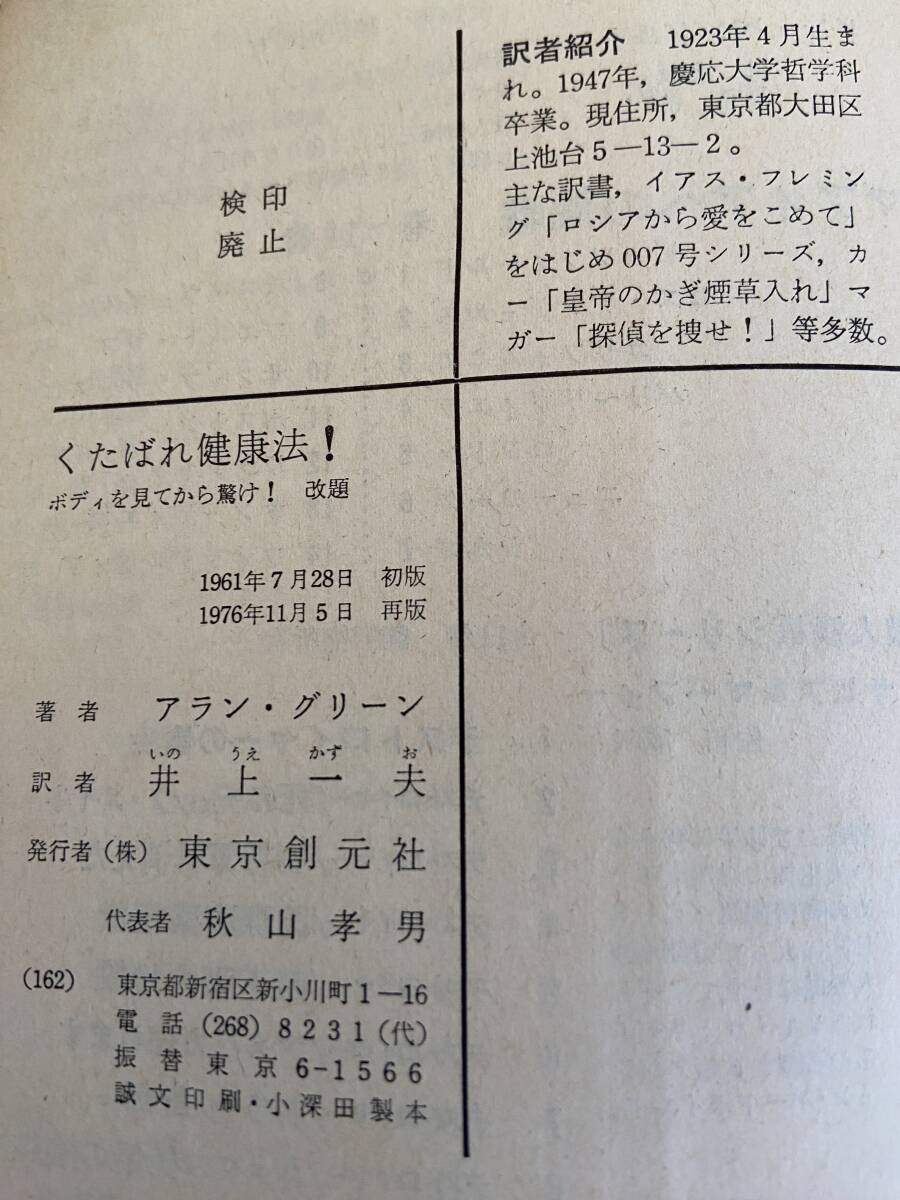 訳者紹介　1923年4月生ま
れ。1947年，慶応大学哲学科
卒業。現住所，東京都大田区
上池台5―13―2。
主な訳書，イアス・フレミン
グ「ロシアから愛をこめて」
をはじめ007号シリーズ，カ
ー「皇帝のかぎ煙草入れ」マ
ガー「探偵を捜せ！」等多数。
検印
廃止
くたばれ健康法！
ボディを見てから驚け！　改題
1961年7月28日　初版
1976年11月5日　再版
著者　アラン・グリーン
いの　うえ　かず　お
訳者　井上一夫
発行者（株）東京創元社
代表者　秋山孝男
(162)　東京都新宿区新小川町1―16
電話（268）8231（代）
振替東京6-1566
誠文印刷・小深田製本